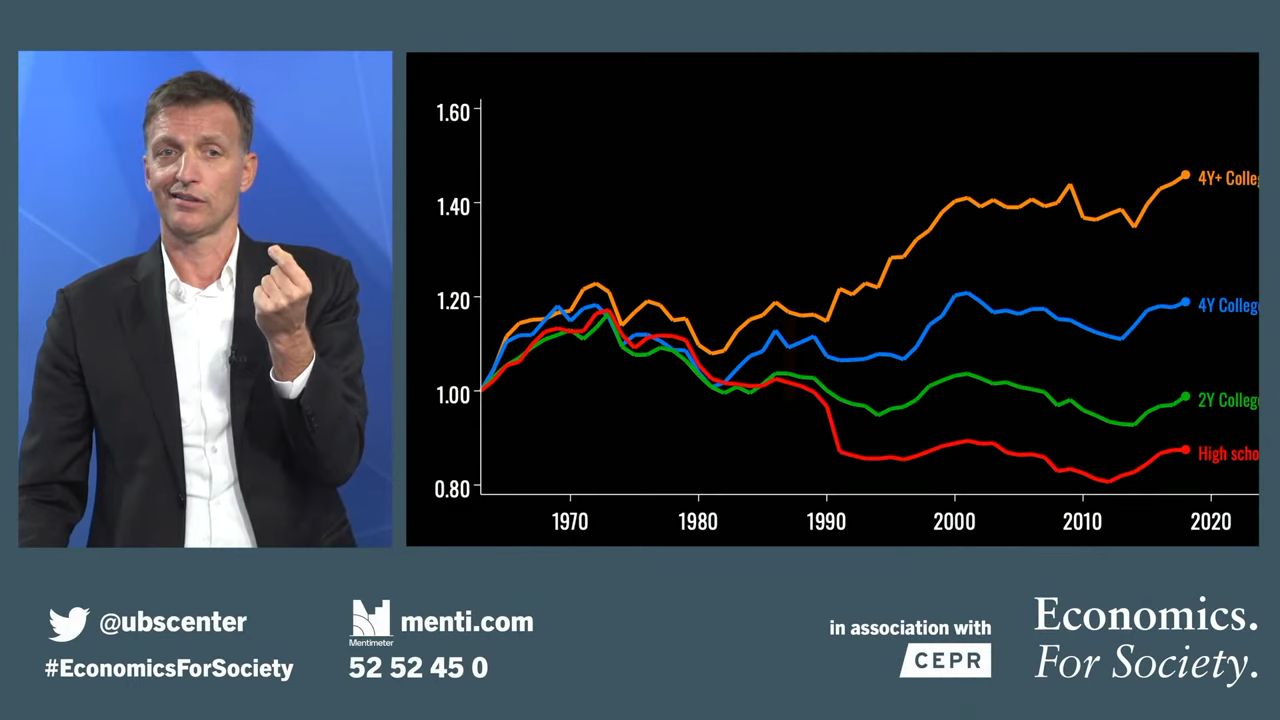 1.60
1.40
1.20
1.00
0.80
1970
1980
1990
2000
2010
2020
4Y+ Colleg
4Y Colleg
2Y Colleg
High scho
@ubscenter
#EconomicsForSociety
Mentimeter
menti.com
52 52 45 0
in association with
CEPR
Economics.
For Society.